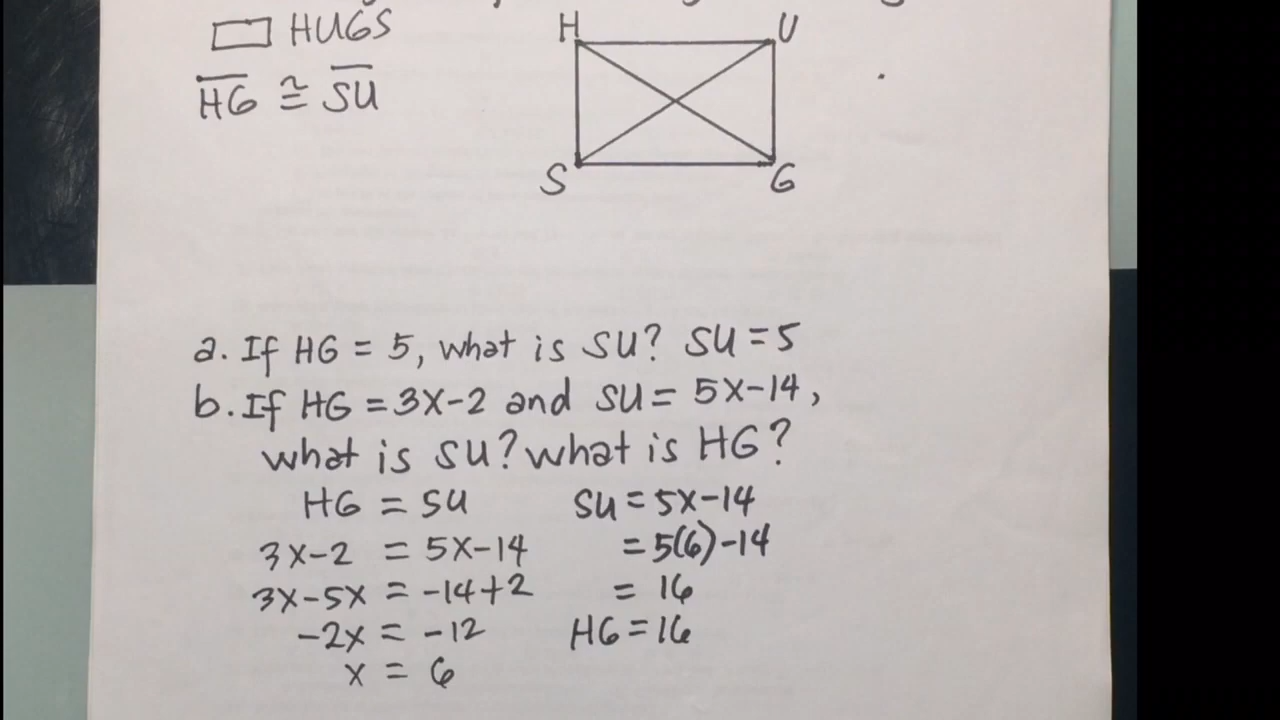 ▭ HUGS
HG ≅ SU
H U
S G
a. If HG = 5, what is SU? SU = 5
b. If HG = 3X-2 and SU = 5X-14,
what is SU? what is HG?
HG = SU
3X-2 = 5X-14
3X-5X = -14+2
-2X = -12
X = 6
SU = 5X-14
= 5(6)-14
= 16
HG = 16